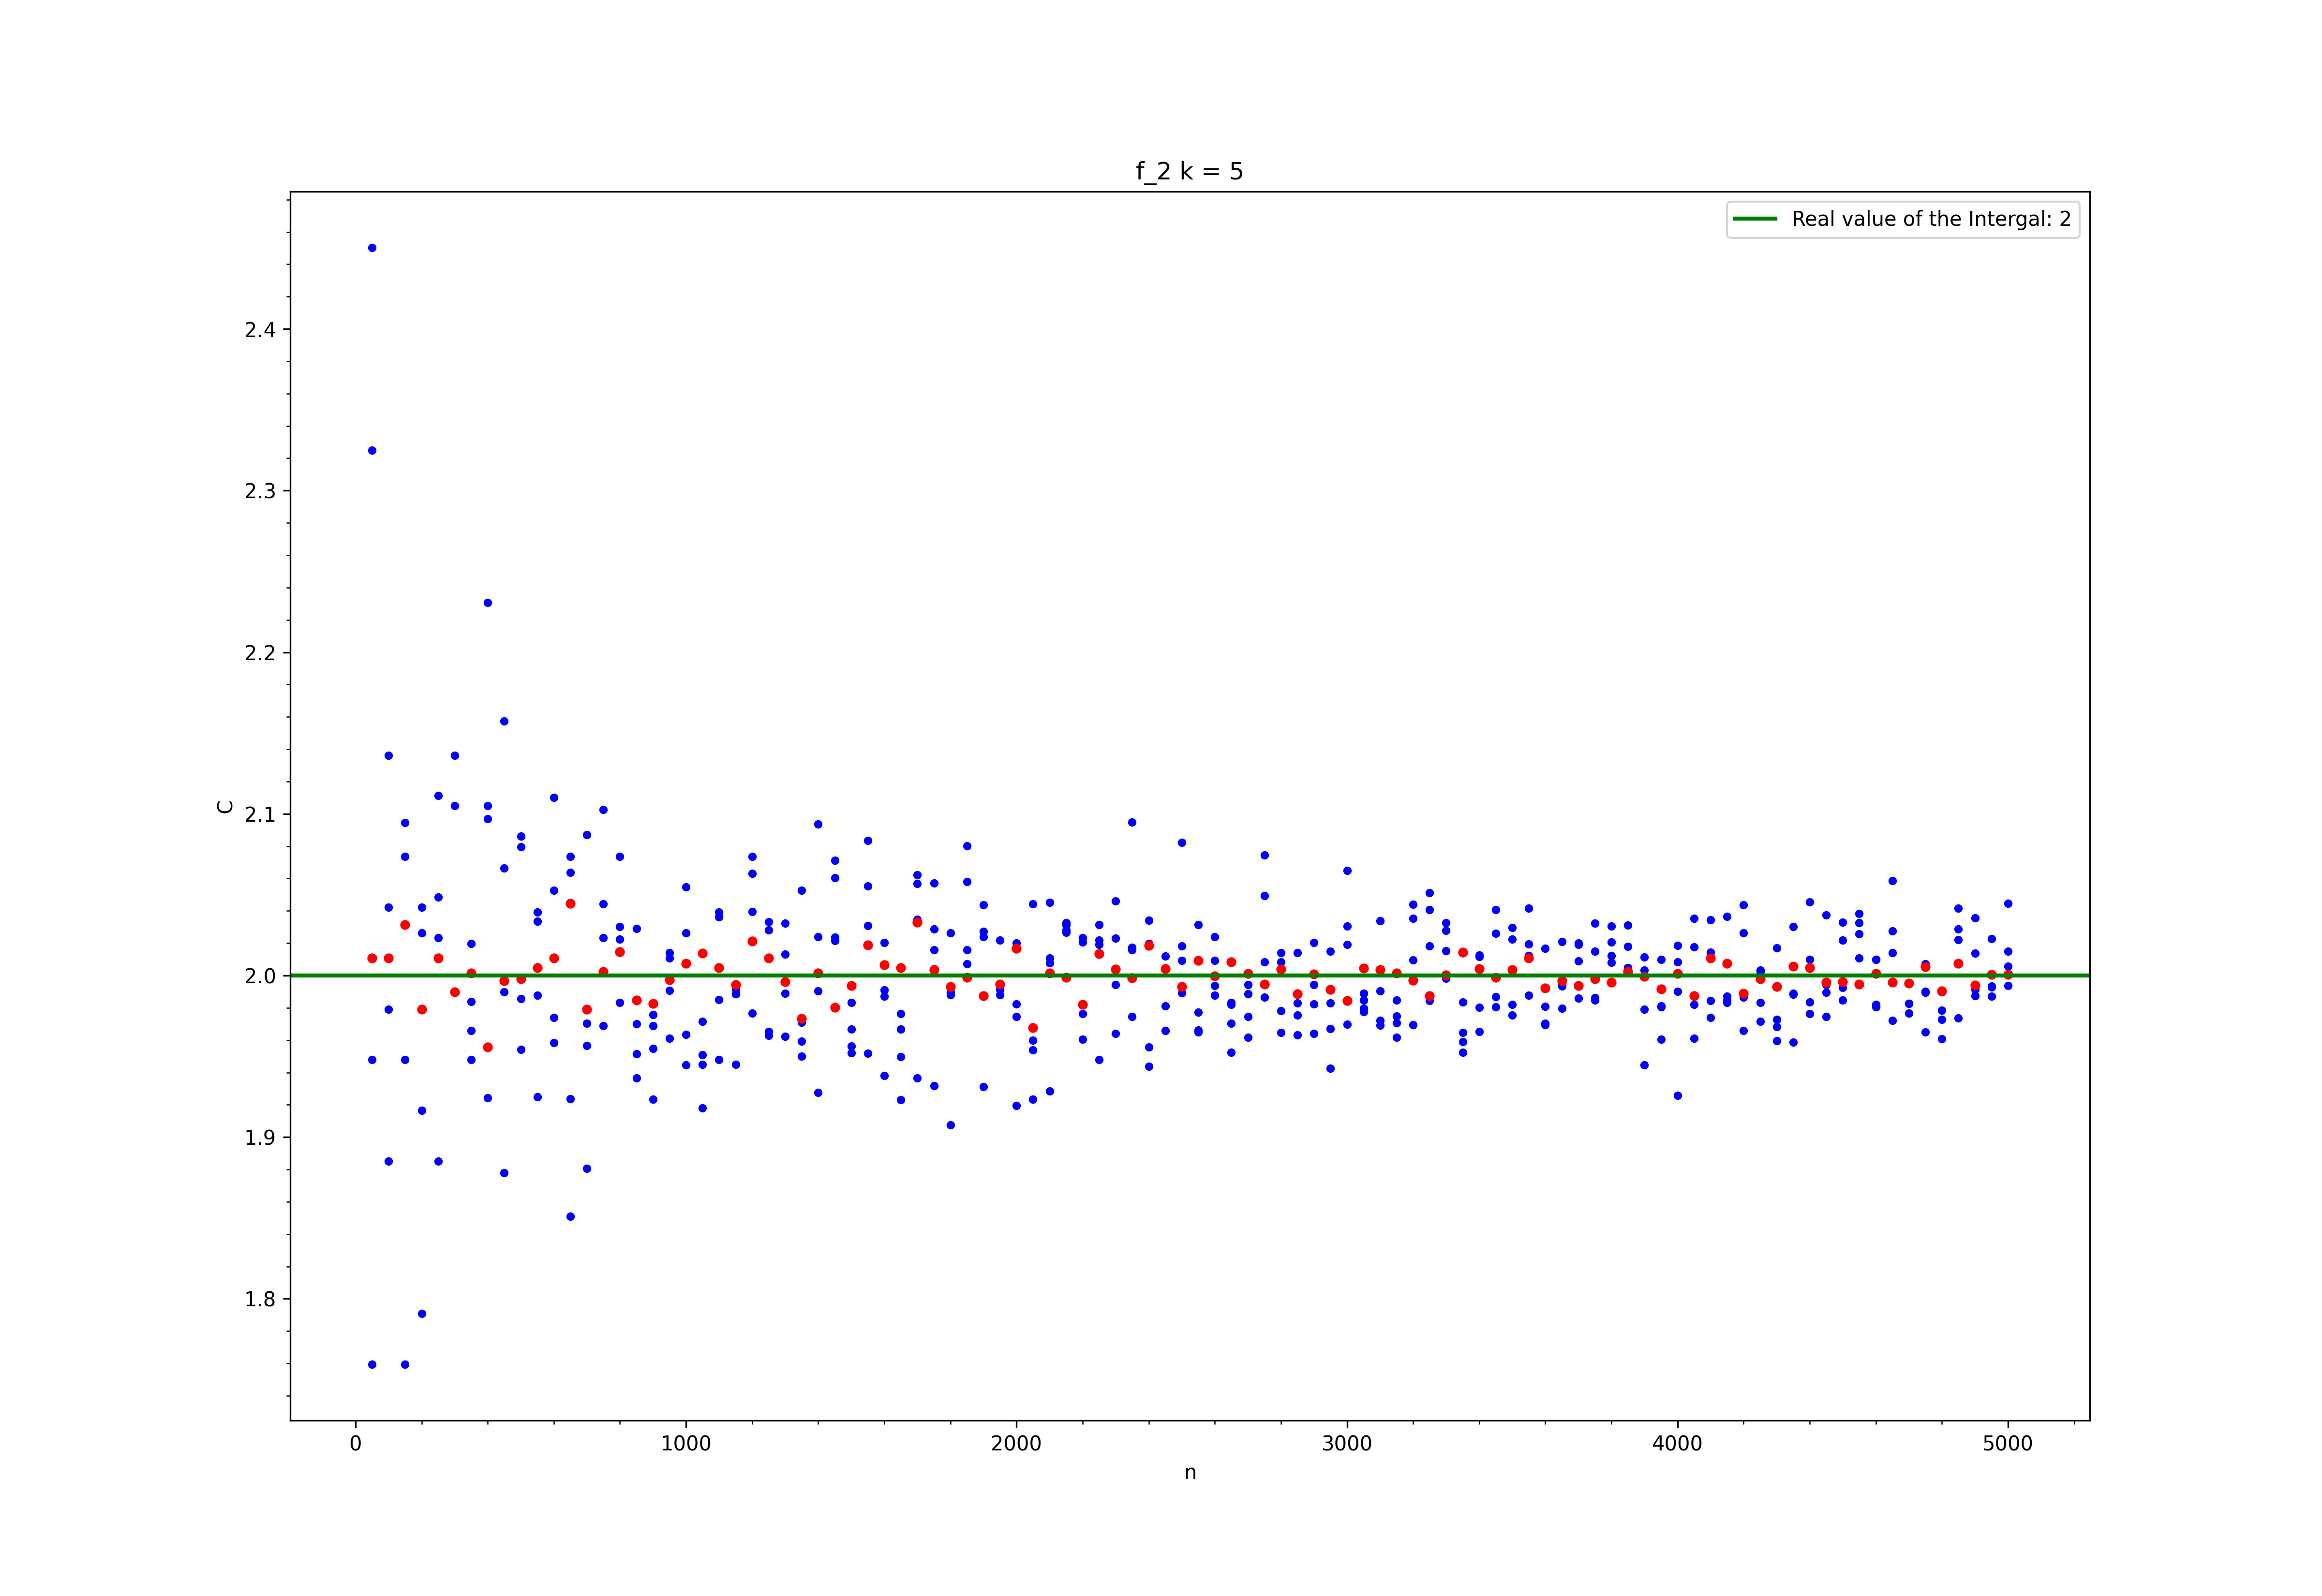 f_2 k = 5
Real value of the Intergal: 2
C
2.4
2.3
2.2
2.1
2.0
1.9
1.8
0 1000 2000 3000 4000 5000
n